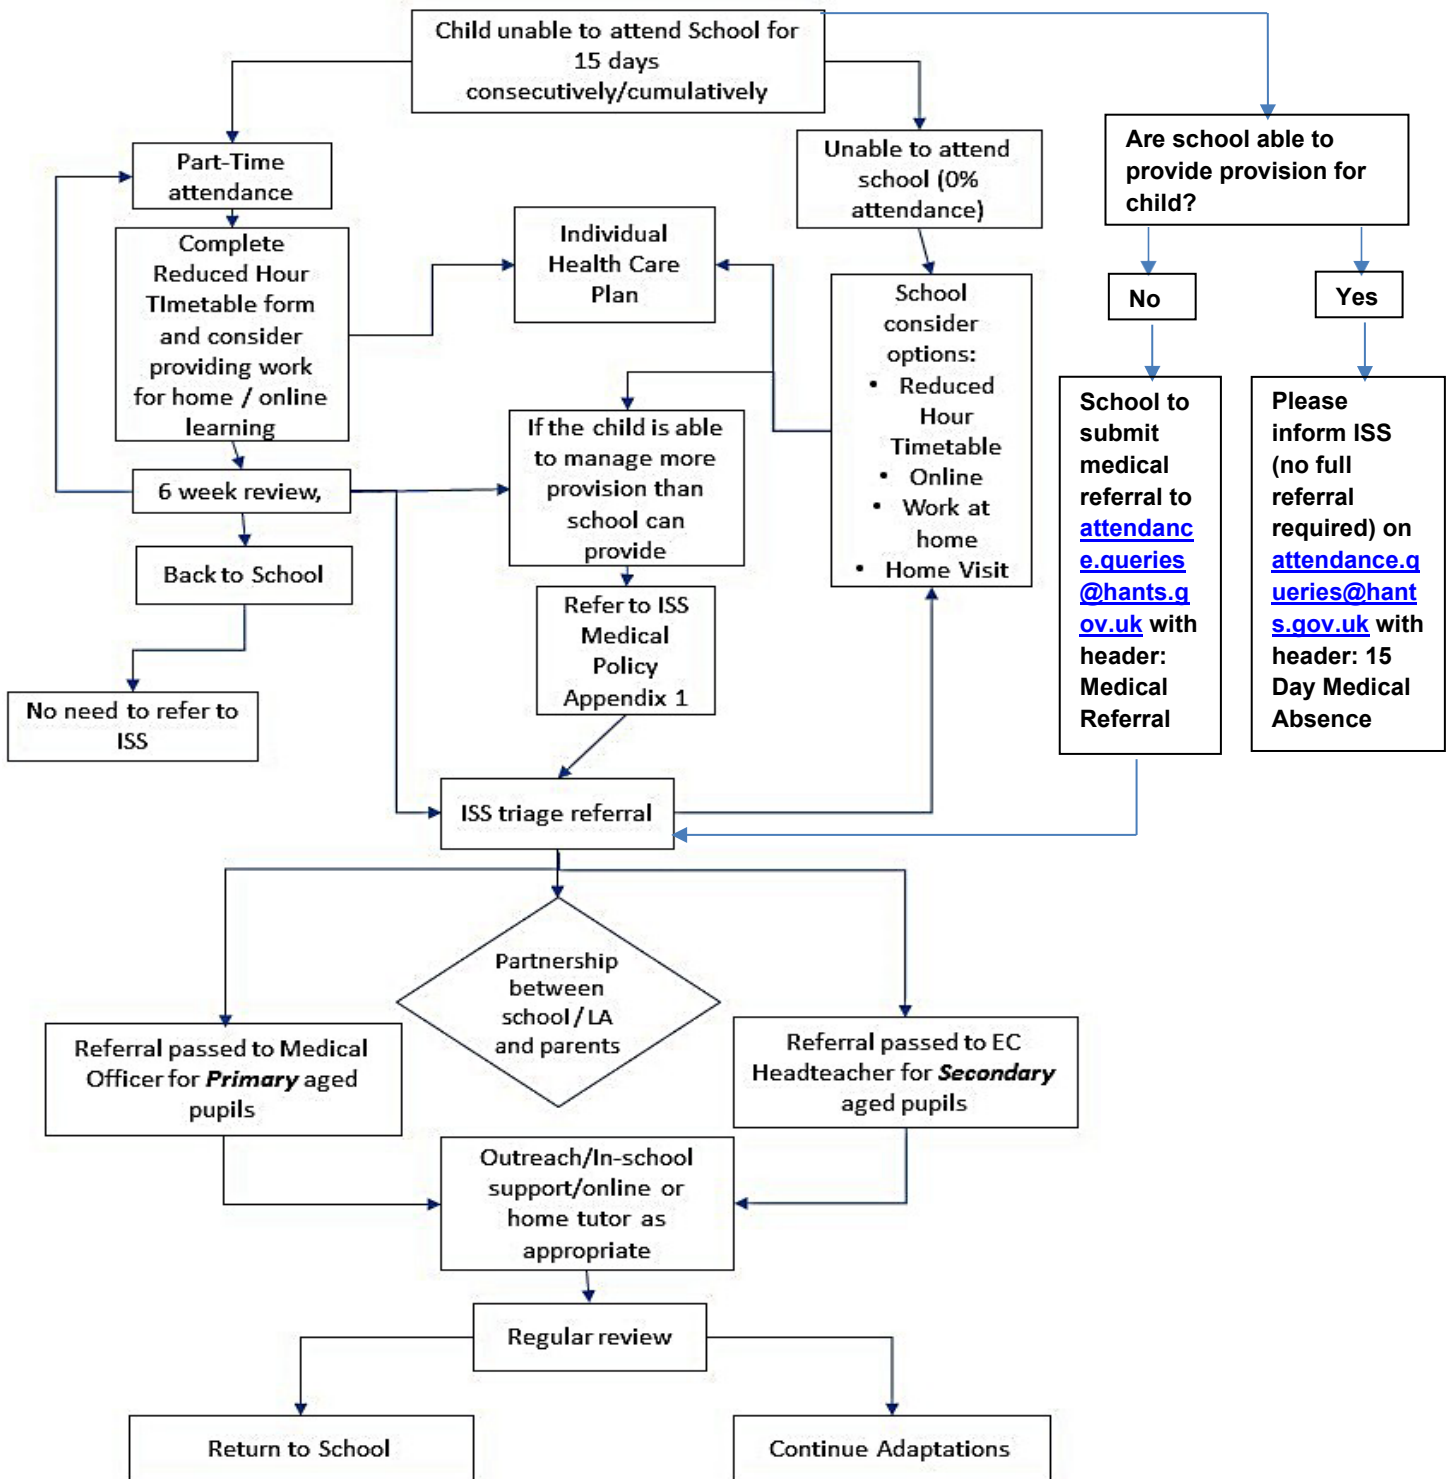 Child unable to attend School for
15 days
consecutively/cumulatively
Part-Time
attendance
Unable to attend
school (0%
attendance)
Are school able to
provide provision for
child?
Complete
Reduced Hour
TImetable form
and consider
providing work
for home / online
learning
Individual
Health Care
Plan
School
consider
options:
• Reduced
Hour
Timetable
• Online
• Work at
home
• Home Visit
No
Yes
6 week review,
If the child is able
to manage more
provision than
school can
provide
School to
submit
medical
referral to
attendanc
e.queries
@hants.g
ov.uk with
header:
Medical
Referral
Please
inform ISS
(no full
referral
required) on
attendance.q
ueries@hant
s.gov.uk with
header: 15
Day Medical
Absence
Back to School
Refer to ISS
Medical
Policy
Appendix 1
No need to refer to
ISS
ISS triage referral
Partnership
between
school / LA
and parents
Referral passed to Medical
Officer for Primary aged
pupils
Referral passed to EC
Headteacher for Secondary
aged pupils
Outreach/In-school
support/online or
home tutor as
appropriate
Regular review
Return to School
Continue Adaptations